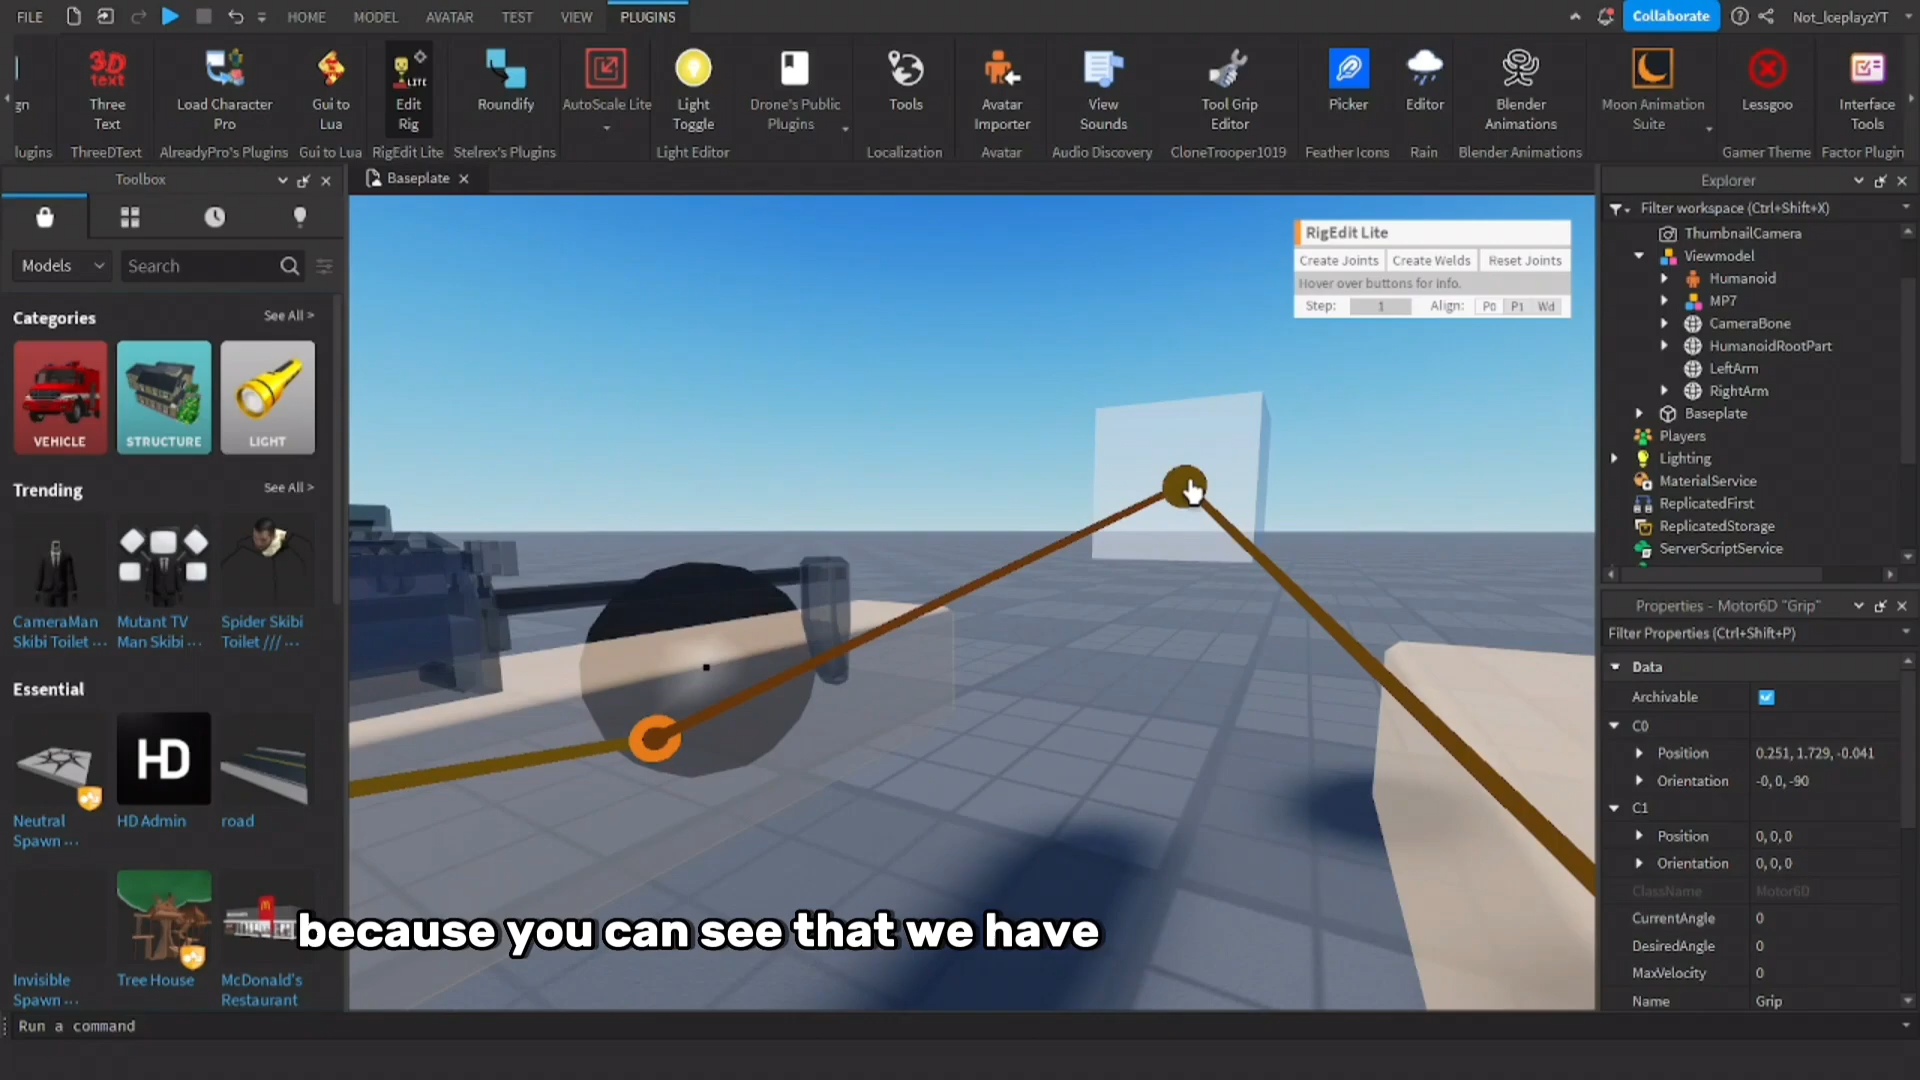 FILE HOME MODEL AVATAR TEST VIEW PLUGINS Collaborate Not_IceplayzYT
gn Three Text Load Character Pro Gui to Lua Edit Rig Roundify AutoScale Lite Light Toggle Drone's Public Plugins Tools Avatar Importer View Sounds Tool Grip Editor Picker Editor Blender Animations Moon Animation Suite Lessgoo Interface Tools
lugins ThreeDText AlreadyPro's Plugins Gui to Lua RigEdit Lite Stelrex's Plugins Light Editor Localization Avatar Audio Discovery CloneTrooper1019 Feather Icons Rain Blender Animations Gamer Theme Factor Plugin
Toolbox
Models Search
Categories See All >
VEHICLE STRUCTURE LIGHT
Trending See All >
CameraMan Skibi Toilet ...
Mutant TV Man Skibi ...
Spider Skibi Toilet /// ...
Essential
HD
Neutral Spawn ...
HD Admin
road
Invisible Spawn ...
Tree House
McDonald's Restaurant
Baseplate
RigEdit Lite
Create Joints Create Welds Reset Joints
Hover over buttons for info.
Step: 1 Align: P0 P1 Wd
because you can see that we have
Explorer
Filter workspace (Ctrl+Shift+X)
ThumbnailCamera
Viewmodel
Humanoid
MP7
CameraBone
HumanoidRootPart
LeftArm
RightArm
Baseplate
Players
Lighting
MaterialService
ReplicatedFirst
ReplicatedStorage
ServerScriptService
Properties - Motor6D "Grip"
Filter Properties (Ctrl+Shift+P)
Data
Archivable
C0
Position 0.251, 1.729, -0.041
Orientation -0, 0, -90
C1
Position 0, 0, 0
Orientation 0, 0, 0
ClassName Motor6D
CurrentAngle 0
DesiredAngle 0
MaxVelocity 0
Name Grip
Run a command